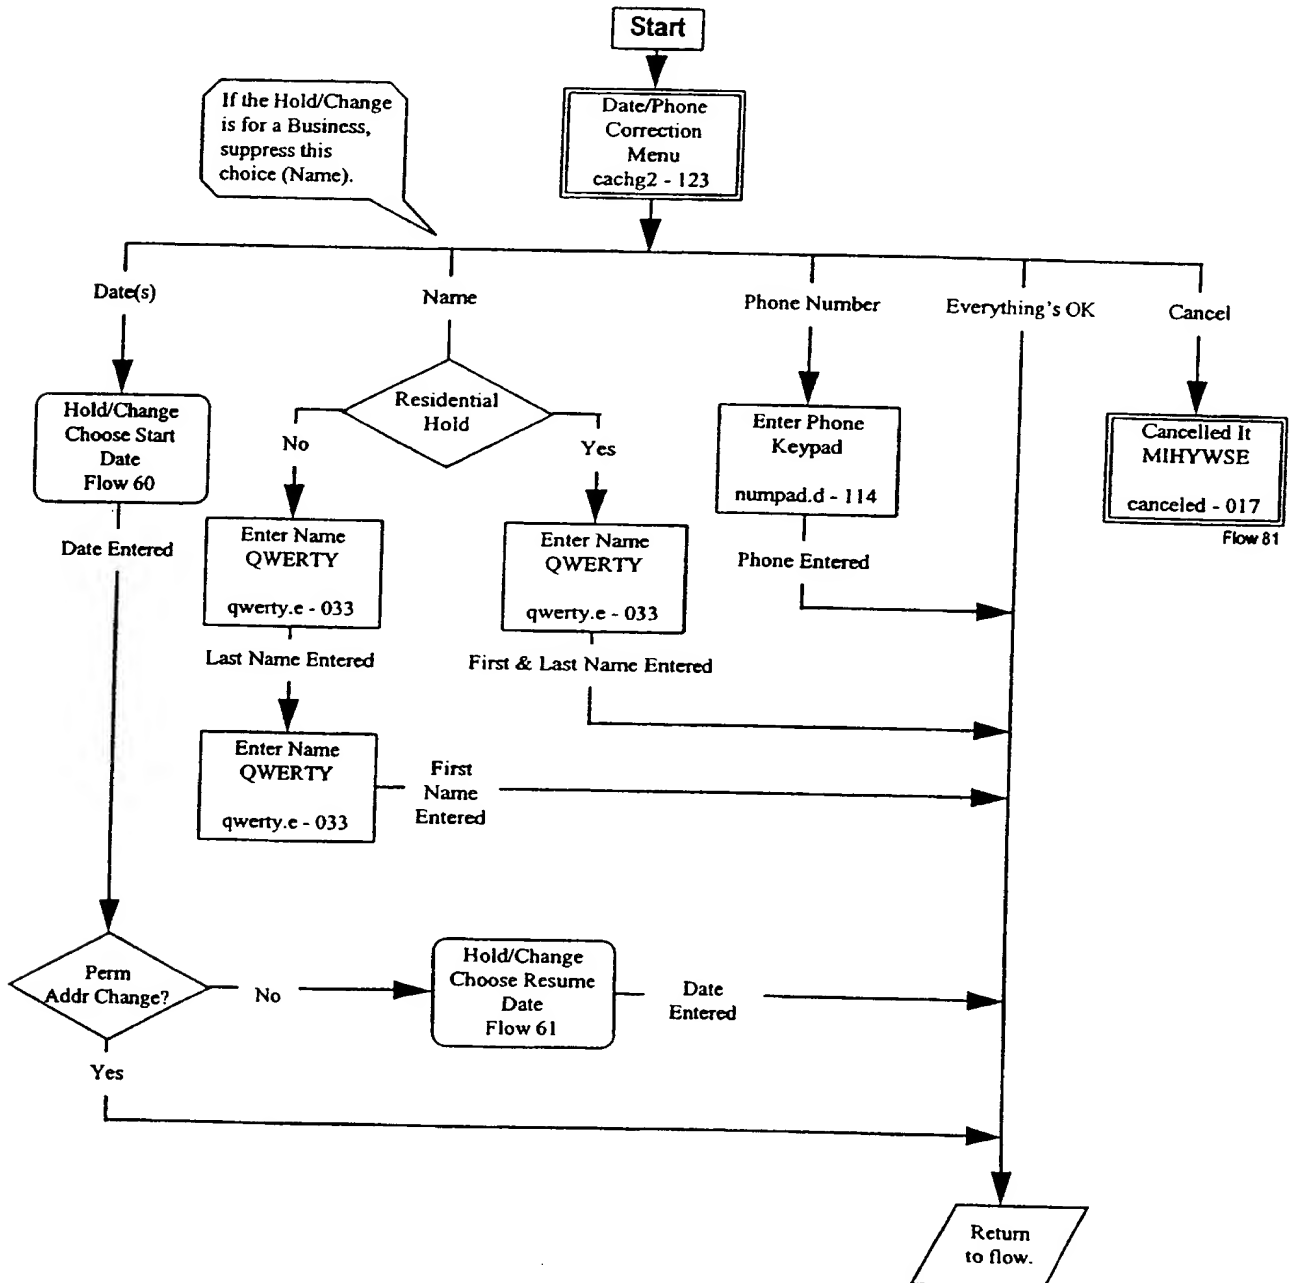 Start
Date/Phone
Correction
Menu
cachg2 - 123
If the Hold/Change
is for a Business,
suppress this
choice (Name).
Date(s)
Name
Phone Number
Everything's OK
Cancel
Hold/Change
Choose Start
Date
Flow 60
Residential
Hold
No
Yes
Enter Phone
Keypad
numpad.d - 114
Cancelled It
MIHYWSE
canceled - 017
Flow 81
Date Entered
Enter Name
QWERTY
qwerty.e - 033
Enter Name
QWERTY
qwerty.e - 033
Phone Entered
Last Name Entered
First & Last Name Entered
Enter Name
QWERTY
qwerty.e - 033
First
Name
Entered
Perm
Addr Change?
No
Hold/Change
Choose Resume
Date
Flow 61
Date
Entered
Yes
Return
to flow.